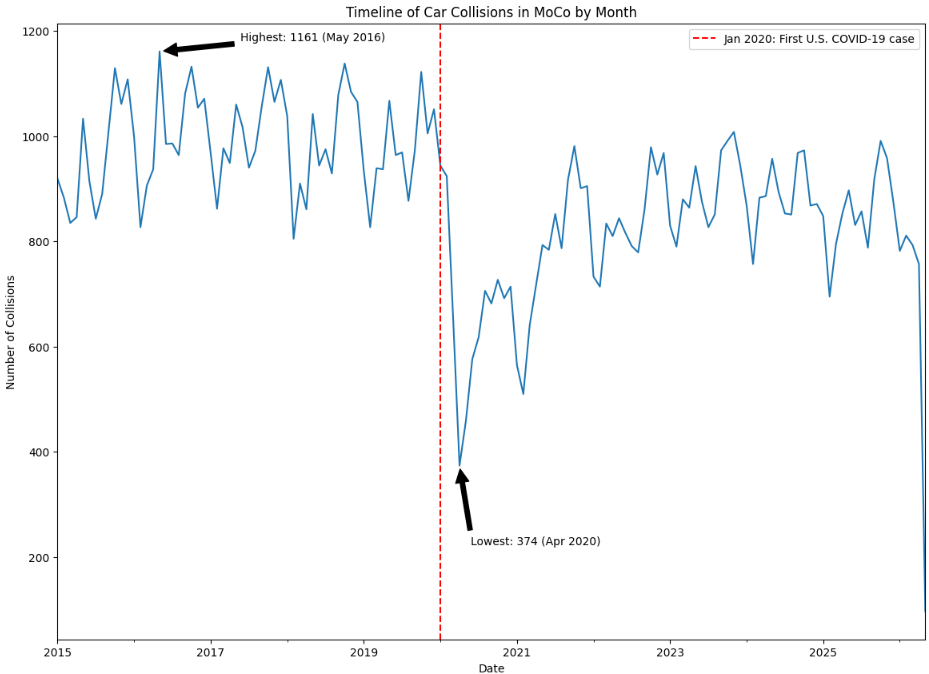 Timeline of Car Collisions in MoCo by Month
1200
Highest: 1161 (May 2016)
Jan 2020: First U.S. COVID-19 case
1000
800
Number of Collisions
600
400
Lowest: 374 (Apr 2020)
200
2015
2017
2019
2021
2023
2025
Date